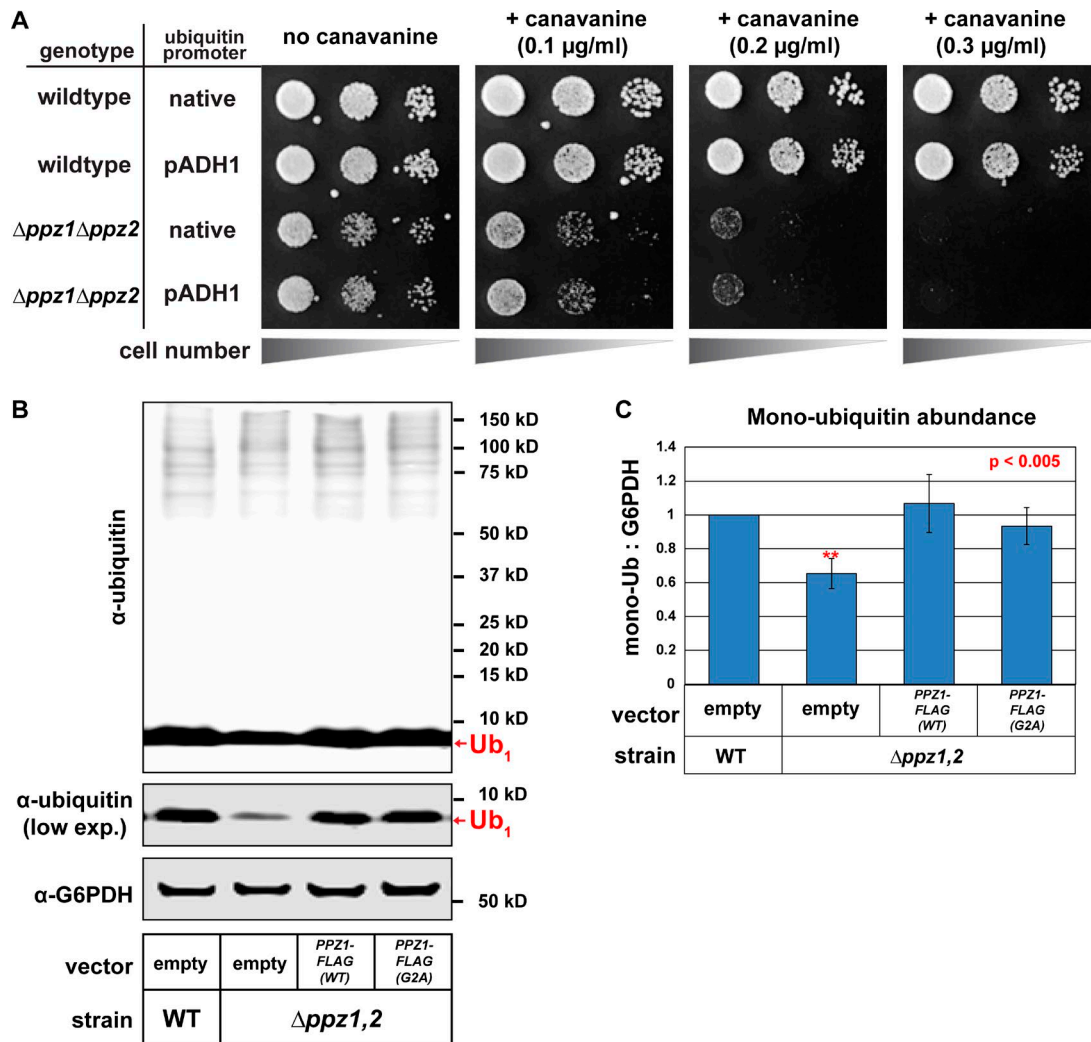 A
genotype
ubiquitin
promoter
no canavanine
+ canavanine
(0.1 µg/ml)
+ canavanine
(0.2 µg/ml)
+ canavanine
(0.3 µg/ml)
wildtype native
wildtype pADH1
Δppz1Δppz2 native
Δppz1Δppz2 pADH1
cell number
B
α-ubiquitin
150 kD
100 kD
75 kD
50 kD
37 kD
25 kD
20 kD
15 kD
10 kD
←Ub1
α-ubiquitin
(low exp.)
10 kD
←Ub1
α-G6PDH
50 kD
vector empty empty PPZ1-FLAG (WT) PPZ1-FLAG (G2A)
strain WT Δppz1,2
C
Mono-ubiquitin abundance
p < 0.005
mono-Ub : G6PDH
1.4
1.2
1
0.8
0.6
0.4
0.2
0
**
vector empty empty PPZ1-FLAG (WT) PPZ1-FLAG (G2A)
strain WT Δppz1,2